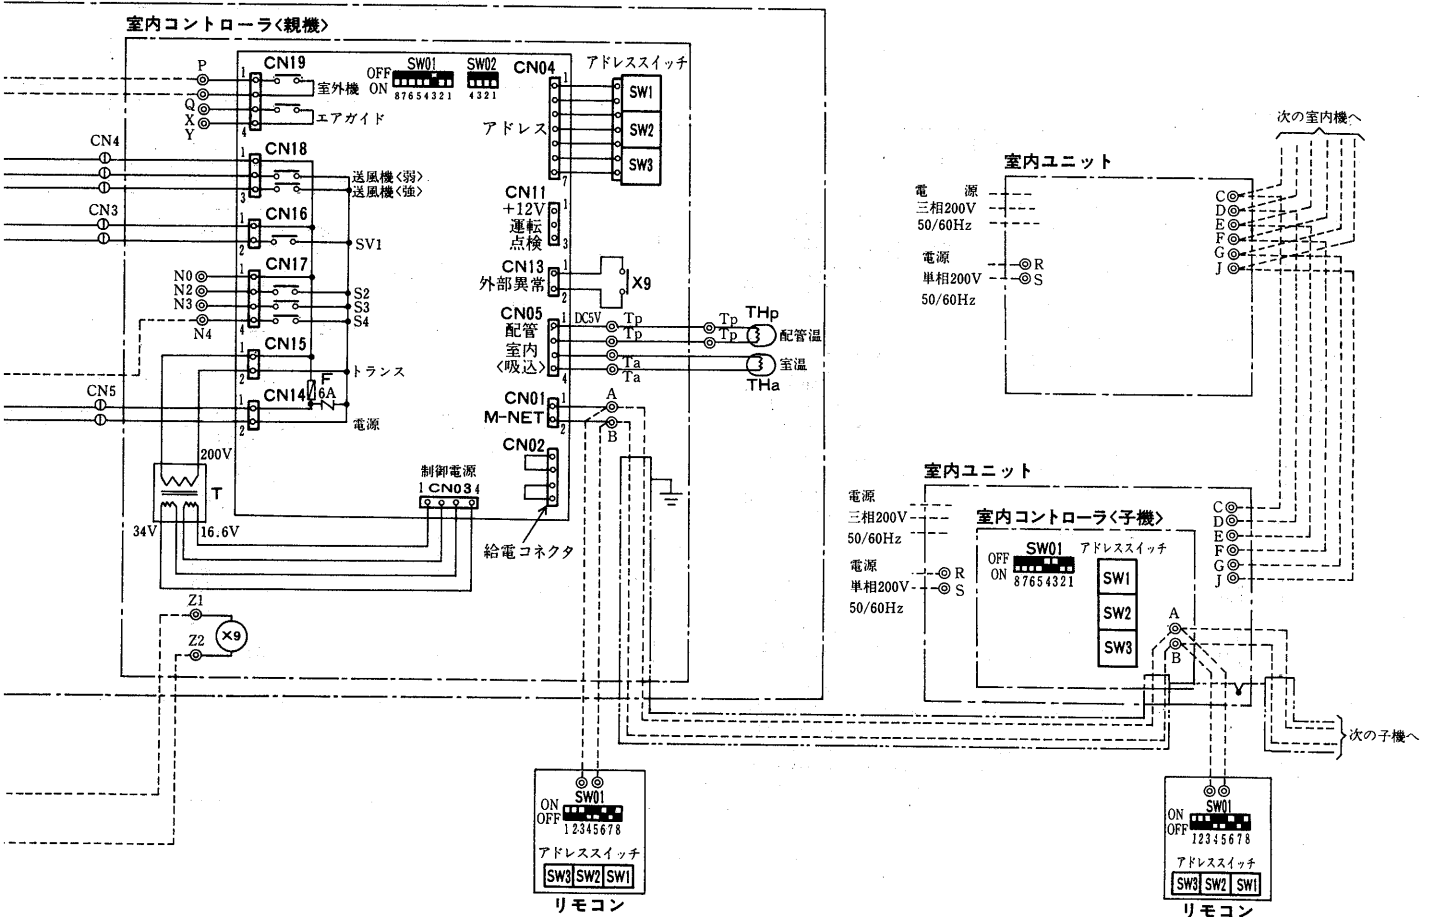 室内コントローラ<親機>
P
Q
X
Y
CN19
1
4
室外機
エアガイド
SW01
OFF
ON
87654321
SW02
4321
CN04
1
7
アドレス
アドレススイッチ
SW1
SW2
SW3
CN4
CN18
1
3
送風機<弱>
送風機<強>
CN3
CN16
1
2
SV1
CN11
+12V
運転
点検
1
3
N0
N2
N3
N4
CN17
1
4
S2
S3
S4
CN13
外部異常
1
2
X9
CN05
配管
室内
<吸込>
1
4
DC5V
Tp
Tp
Ta
Ta
Tp
Tp
THp
配管温
室温
THa
CN15
1
2
トランス
F
6A
CN5
CN14
1
2
電源
CN01
M-NET
1
2
A
B
CN02
給電コネクタ
制御電源
1 CN03 4
200V
T
34V
16.6V
Z1
Z2
X9
SW01
ON
OFF
12345678
アドレススイッチ
SW3 SW2 SW1
リモコン
次の室内機へ
室内ユニット
電源
三相200V
50/60Hz
電源
単相200V
50/60Hz
R
S
C
D
E
F
G
J
室内ユニット
電源
三相200V
50/60Hz
電源
単相200V
50/60Hz
R
S
室内コントローラ<子機>
SW01
OFF
ON
87654321
アドレススイッチ
SW1
SW2
SW3
C
D
E
F
G
J
A
B
次の子機へ
SW01
ON
OFF
12345678
アドレススイッチ
SW3 SW2 SW1
リモコン